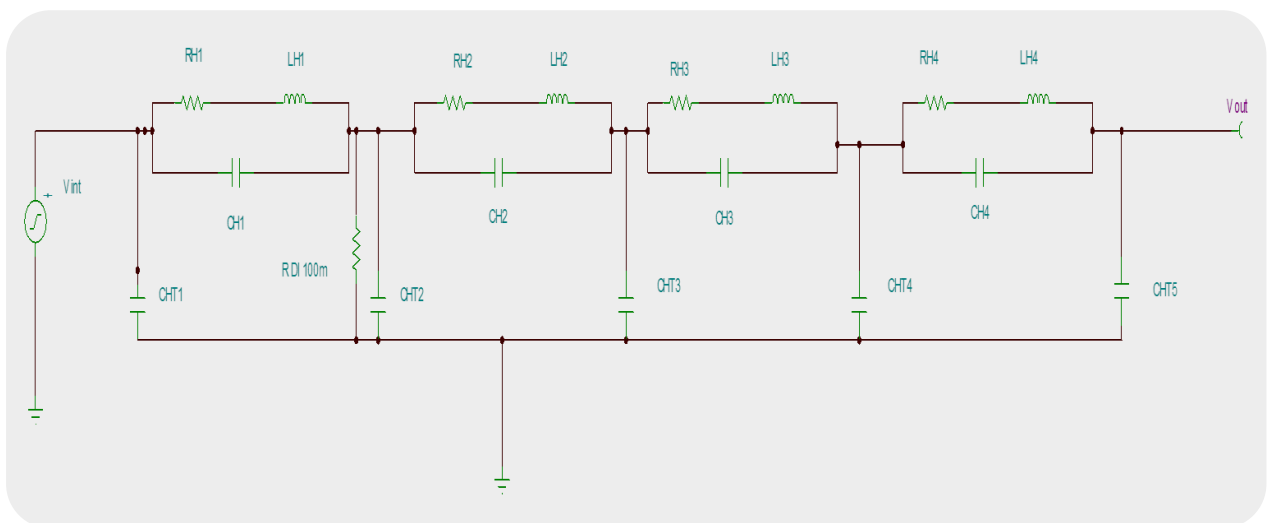 RH1
LH1
RH2
LH2
RH3
LH3
RH4
LH4
Vout
+ Vint
CH1
CH2
CH3
CH4
RDI 100m
CHT1
CHT2
CHT3
CHT4
CHT5